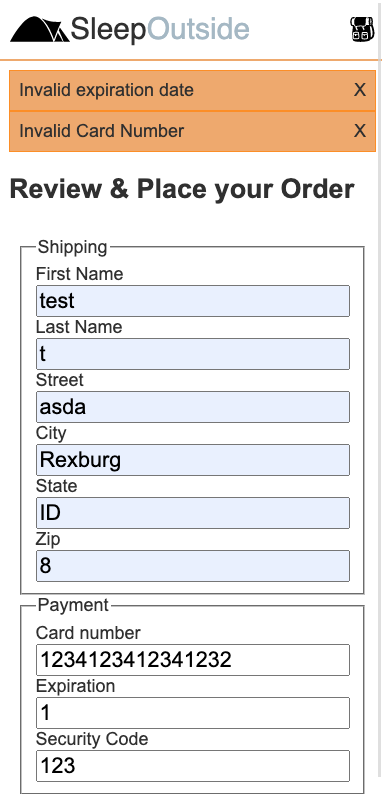 SleepOutside
Invalid expiration date X
Invalid Card Number X
Review & Place your Order
Shipping
First Name
test
Last Name
t
Street
asda
City
Rexburg
State
ID
Zip
8
Payment
Card number
1234123412341232
Expiration
1
Security Code
123